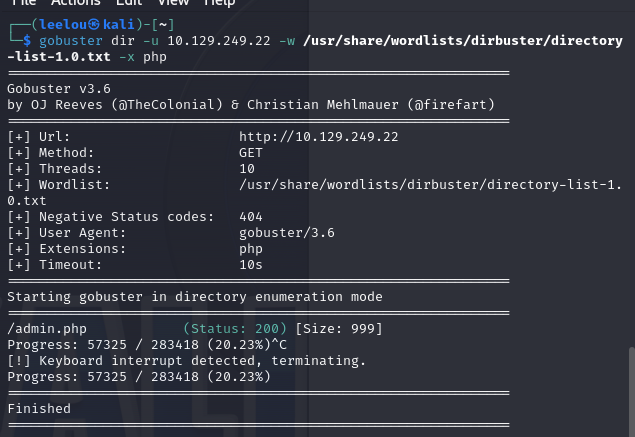 File Actions Edit View Help
┌──(leelou㉿kali)-[~]
└─$ gobuster dir -u 10.129.249.22 -w /usr/share/wordlists/dirbuster/directory
-list-1.0.txt -x php
===============================================================
Gobuster v3.6
by OJ Reeves (@TheColonial) & Christian Mehlmauer (@firefart)
===============================================================
[+] Url:                     http://10.129.249.22
[+] Method:                  GET
[+] Threads:                 10
[+] Wordlist:                /usr/share/wordlists/dirbuster/directory-list-1.
0.txt
[+] Negative Status codes:   404
[+] User Agent:              gobuster/3.6
[+] Extensions:              php
[+] Timeout:                 10s
===============================================================
Starting gobuster in directory enumeration mode
===============================================================
/admin.php            (Status: 200) [Size: 999]
Progress: 57325 / 283418 (20.23%)^C
[!] Keyboard interrupt detected, terminating.
Progress: 57325 / 283418 (20.23%)
===============================================================
Finished
===============================================================